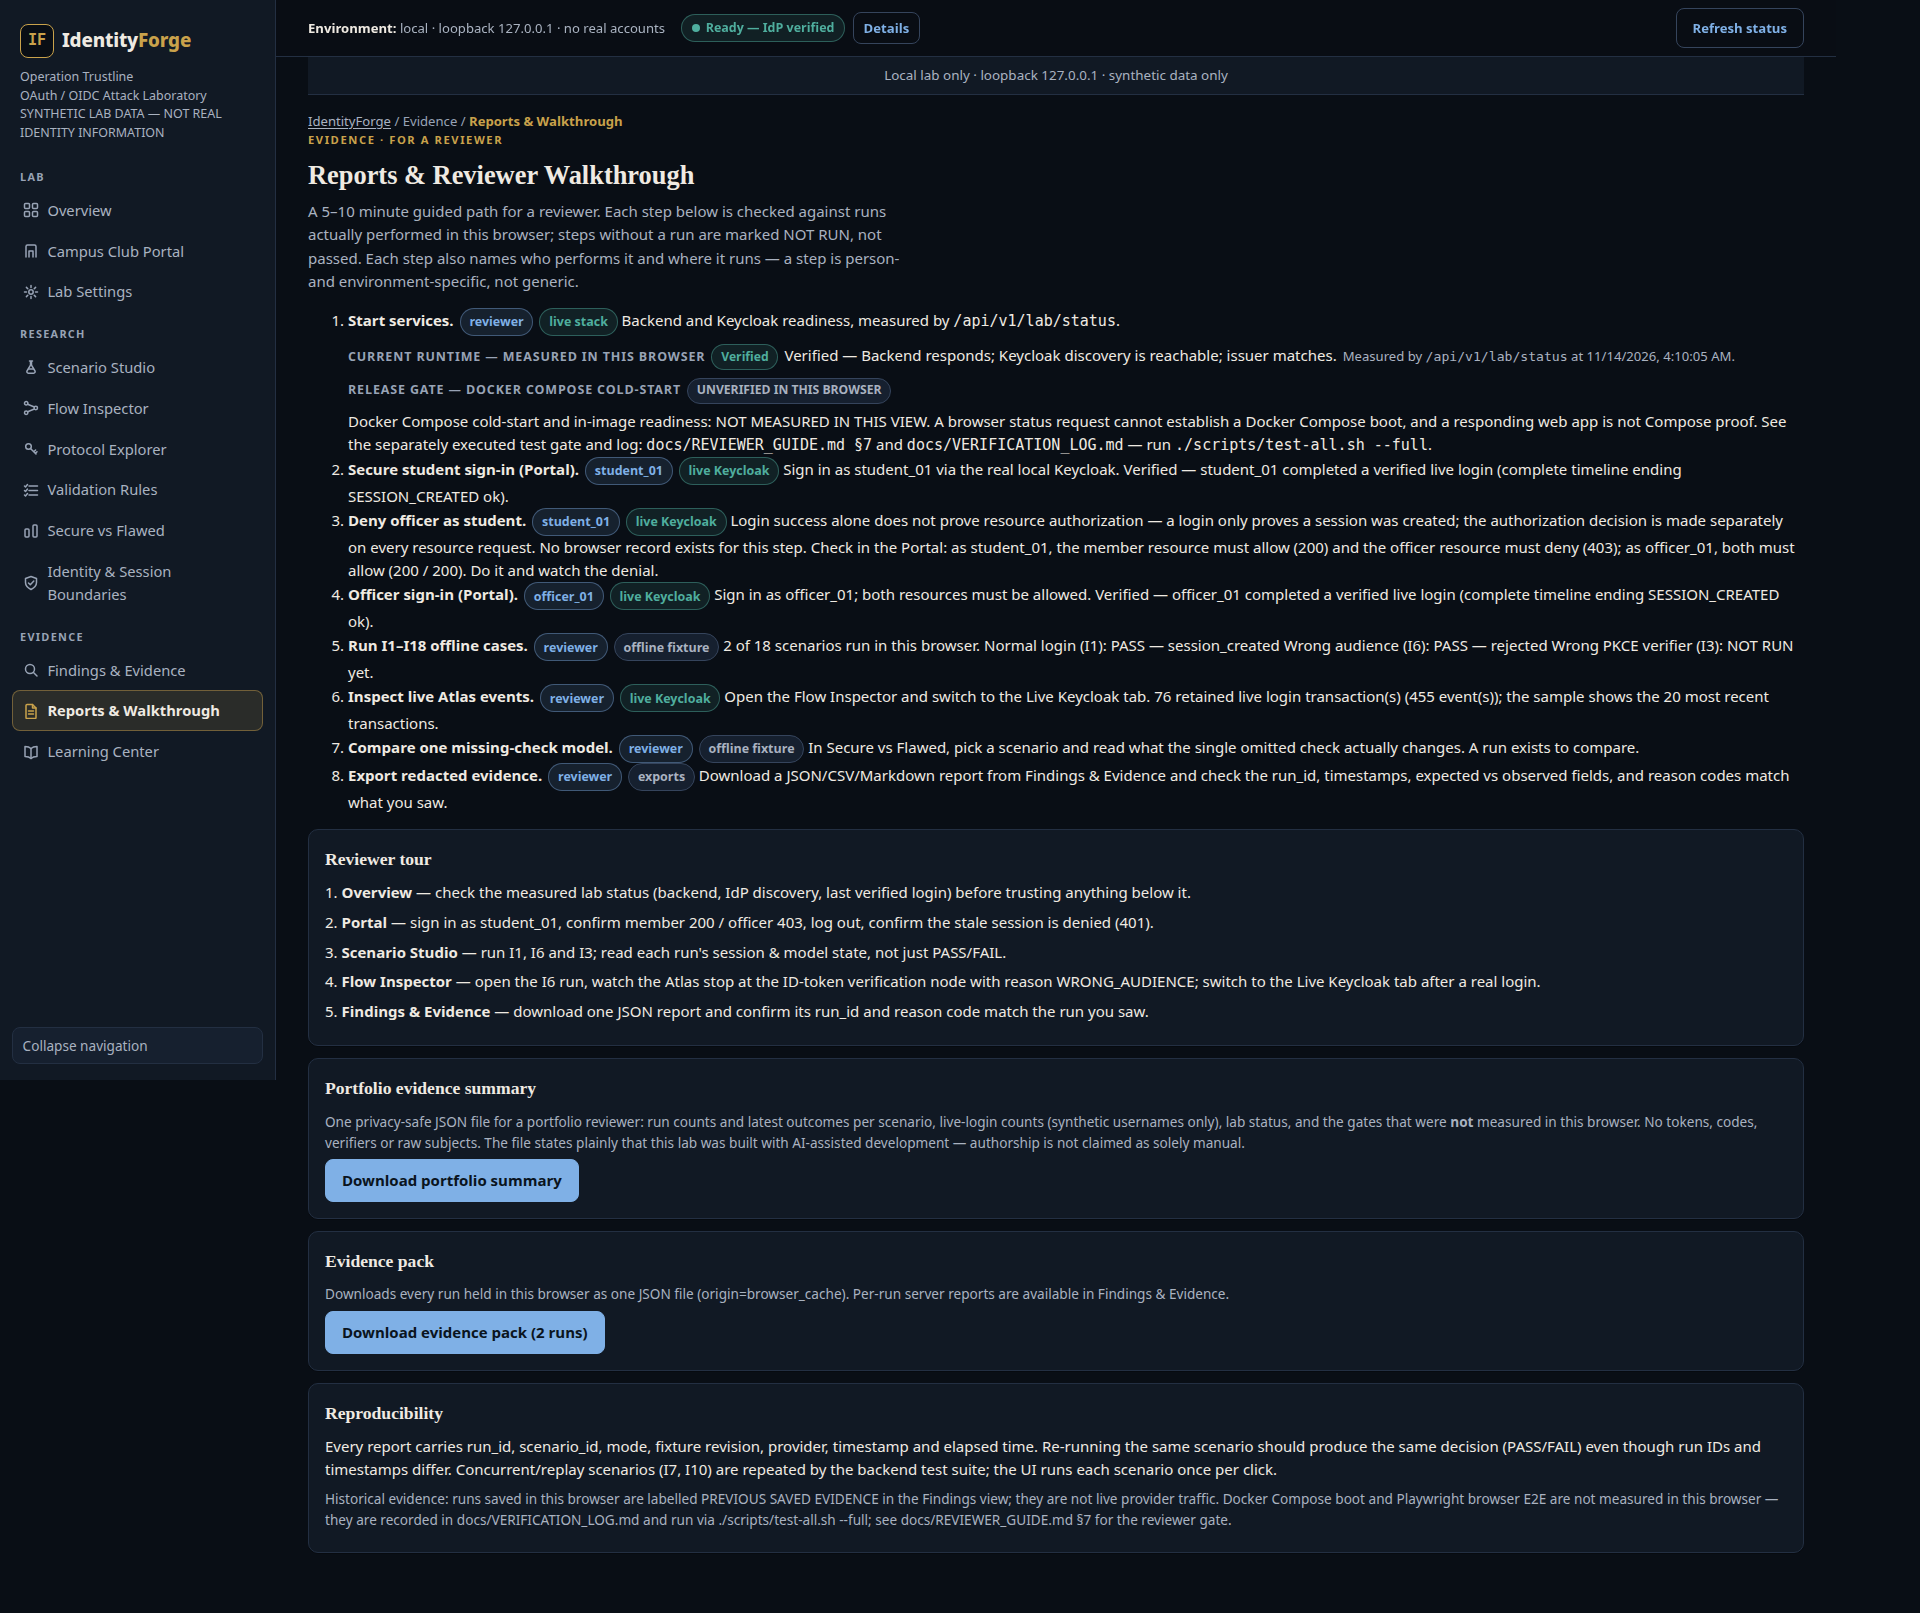 IF IdentityForge
Operation Trustline
OAuth / OIDC Attack Laboratory
SYNTHETIC LAB DATA — NOT REAL
IDENTITY INFORMATION
LAB
Overview
Campus Club Portal
Lab Settings
RESEARCH
Scenario Studio
Flow Inspector
Protocol Explorer
Validation Rules
Secure vs Flawed
Identity & Session
Boundaries
EVIDENCE
Findings & Evidence
Reports & Walkthrough
Learning Center
Collapse navigation
Environment: local · loopback 127.0.0.1 · no real accounts Ready — IdP verified Details Refresh status
Local lab only · loopback 127.0.0.1 · synthetic data only
IdentityForge / Evidence / Reports & Walkthrough
EVIDENCE · FOR A REVIEWER
Reports & Reviewer Walkthrough
A 5–10 minute guided path for a reviewer. Each step below is checked against runs
actually performed in this browser; steps without a run are marked NOT RUN, not
passed. Each step also names who performs it and where it runs — a step is person-
and environment-specific, not generic.
1. Start services. reviewer live stack Backend and Keycloak readiness, measured by /api/v1/lab/status.
CURRENT RUNTIME — MEASURED IN THIS BROWSER Verified Verified — Backend responds; Keycloak discovery is reachable; issuer matches. Measured by /api/v1/lab/status at 11/14/2026, 4:10:05 AM.
RELEASE GATE — DOCKER COMPOSE COLD-START UNVERIFIED IN THIS BROWSER
Docker Compose cold-start and in-image readiness: NOT MEASURED IN THIS VIEW. A browser status request cannot establish a Docker Compose boot, and a responding web app is not Compose proof. See
the separately executed test gate and log: docs/REVIEWER_GUIDE.md §7 and docs/VERIFICATION_LOG.md — run ./scripts/test-all.sh --full.
2. Secure student sign-in (Portal). student_01 live Keycloak Sign in as student_01 via the real local Keycloak. Verified — student_01 completed a verified live login (complete timeline ending
SESSION_CREATED ok).
3. Deny officer as student. student_01 live Keycloak Login success alone does not prove resource authorization — a login only proves a session was created; the authorization decision is made separately
on every resource request. No browser record exists for this step. Check in the Portal: as student_01, the member resource must allow (200) and the officer resource must deny (403); as officer_01, both must
allow (200 / 200). Do it and watch the denial.
4. Officer sign-in (Portal). officer_01 live Keycloak Sign in as officer_01; both resources must be allowed. Verified — officer_01 completed a verified live login (complete timeline ending SESSION_CREATED
ok).
5. Run I1–I18 offline cases. reviewer offline fixture 2 of 18 scenarios run in this browser. Normal login (I1): PASS — session_created Wrong audience (I6): PASS — rejected Wrong PKCE verifier (I3): NOT RUN
yet.
6. Inspect live Atlas events. reviewer live Keycloak Open the Flow Inspector and switch to the Live Keycloak tab. 76 retained live login transaction(s) (455 event(s)); the sample shows the 20 most recent
transactions.
7. Compare one missing-check model. reviewer offline fixture In Secure vs Flawed, pick a scenario and read what the single omitted check actually changes. A run exists to compare.
8. Export redacted evidence. reviewer exports Download a JSON/CSV/Markdown report from Findings & Evidence and check the run_id, timestamps, expected vs observed fields, and reason codes match
what you saw.
Reviewer tour
1. Overview — check the measured lab status (backend, IdP discovery, last verified login) before trusting anything below it.
2. Portal — sign in as student_01, confirm member 200 / officer 403, log out, confirm the stale session is denied (401).
3. Scenario Studio — run I1, I6 and I3; read each run's session & model state, not just PASS/FAIL.
4. Flow Inspector — open the I6 run, watch the Atlas stop at the ID-token verification node with reason WRONG_AUDIENCE; switch to the Live Keycloak tab after a real login.
5. Findings & Evidence — download one JSON report and confirm its run_id and reason code match the run you saw.
Portfolio evidence summary
One privacy-safe JSON file for a portfolio reviewer: run counts and latest outcomes per scenario, live-login counts (synthetic usernames only), lab status, and the gates that were not measured in this browser. No tokens, codes,
verifiers or raw subjects. The file states plainly that this lab was built with AI-assisted development — authorship is not claimed as solely manual.
Download portfolio summary
Evidence pack
Downloads every run held in this browser as one JSON file (origin=browser_cache). Per-run server reports are available in Findings & Evidence.
Download evidence pack (2 runs)
Reproducibility
Every report carries run_id, scenario_id, mode, fixture revision, provider, timestamp and elapsed time. Re-running the same scenario should produce the same decision (PASS/FAIL) even though run IDs and
timestamps differ. Concurrent/replay scenarios (I7, I10) are repeated by the backend test suite; the UI runs each scenario once per click.
Historical evidence: runs saved in this browser are labelled PREVIOUS SAVED EVIDENCE in the Findings view; they are not live provider traffic. Docker Compose boot and Playwright browser E2E are not measured in this browser —
they are recorded in docs/VERIFICATION_LOG.md and run via ./scripts/test-all.sh --full; see docs/REVIEWER_GUIDE.md §7 for the reviewer gate.